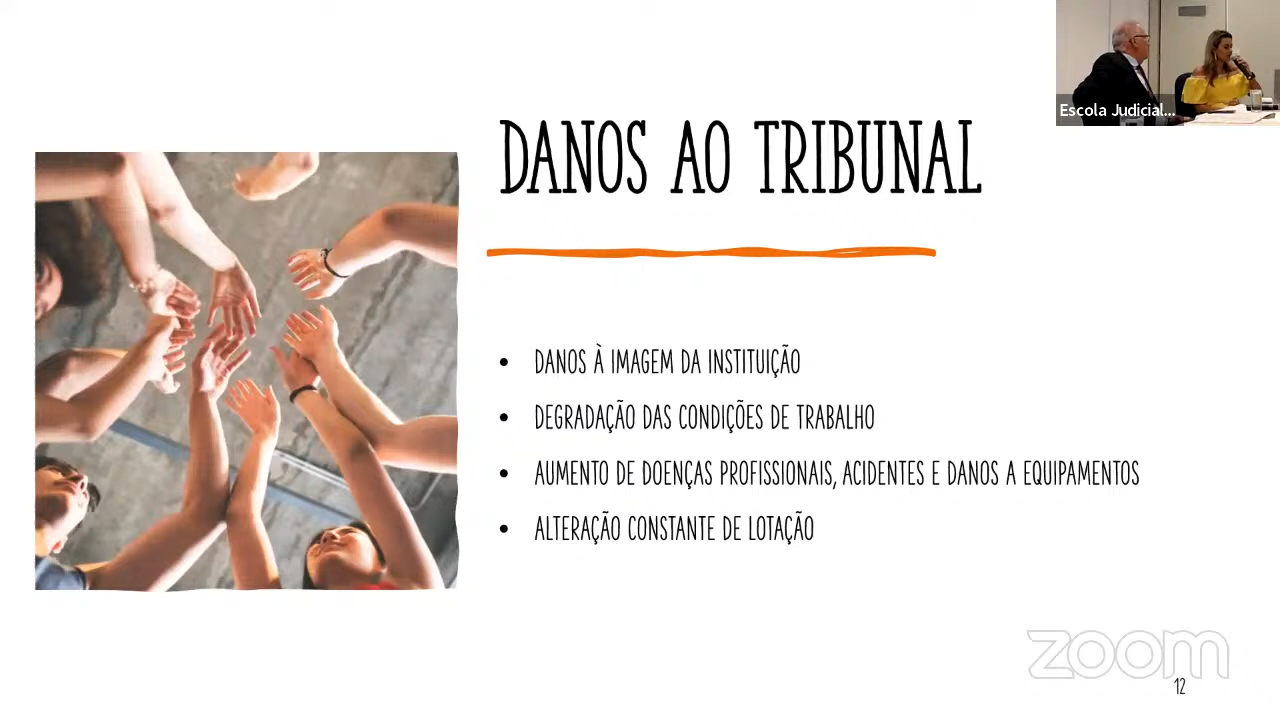 Escola Judicial...
DANOS AO TRIBUNAL
• DANOS À IMAGEM DA INSTITUIÇÃO
• DEGRADAÇÃO DAS CONDIÇÕES DE TRABALHO
• AUMENTO DE DOENÇAS PROFISSIONAIS, ACIDENTES E DANOS A EQUIPAMENTOS
• ALTERAÇÃO CONSTANTE DE LOTAÇÃO
zoom
12